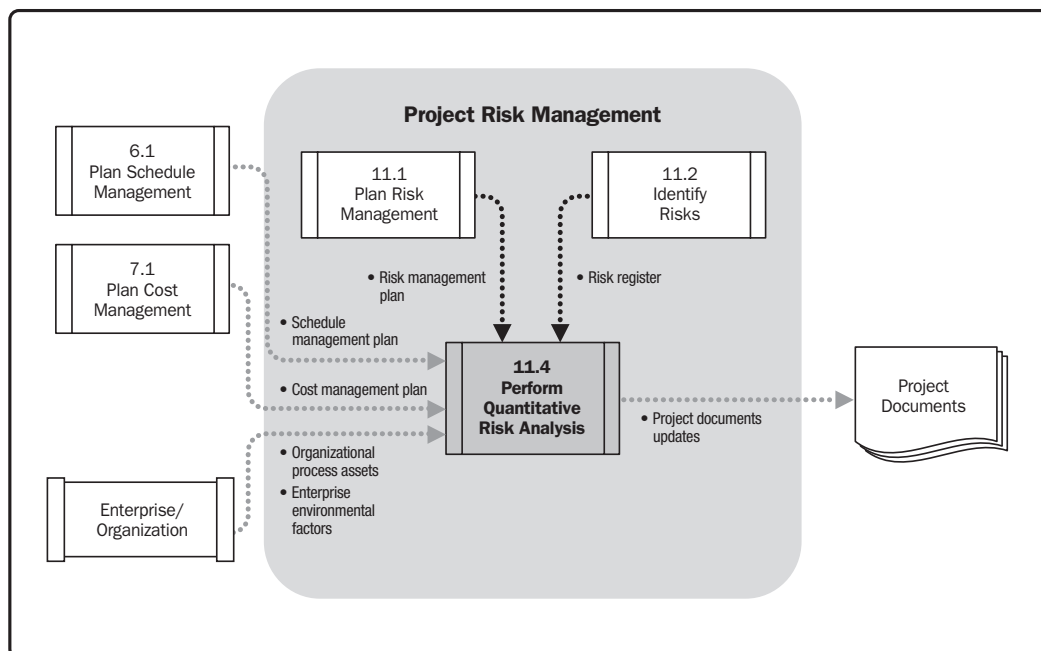 Project Risk Management
6.1
Plan Schedule
Management
11.1
Plan Risk
Management
11.2
Identify
Risks
7.1
Plan Cost
Management
• Risk management
plan
• Risk register
• Schedule
management plan
• Cost management plan
11.4
Perform
Quantitative
Risk Analysis
• Project documents
updates
Project
Documents
• Organizational
process assets
• Enterprise
environmental
factors
Enterprise/
Organization